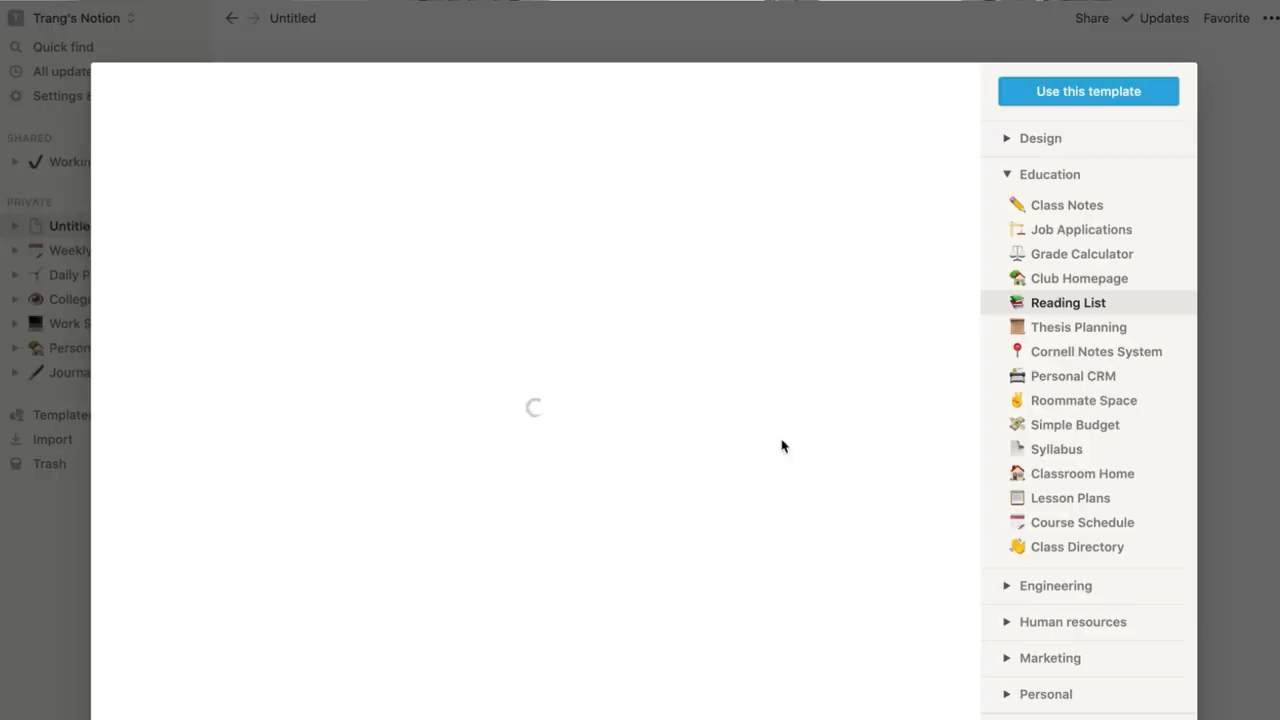 T Trang's Notion
← → Untitled
Share ✓ Updates Favorite •••
Quick find
All update
Settings &
SHARED
Workin
PRIVATE
Untitle
Weekly
Daily P
Colleg
Work S
Person
Journa
Template
Import
Trash
Use this template
Design
Education
Class Notes
Job Applications
Grade Calculator
Club Homepage
Reading List
Thesis Planning
Cornell Notes System
Personal CRM
Roommate Space
Simple Budget
Syllabus
Classroom Home
Lesson Plans
Course Schedule
Class Directory
Engineering
Human resources
Marketing
Personal